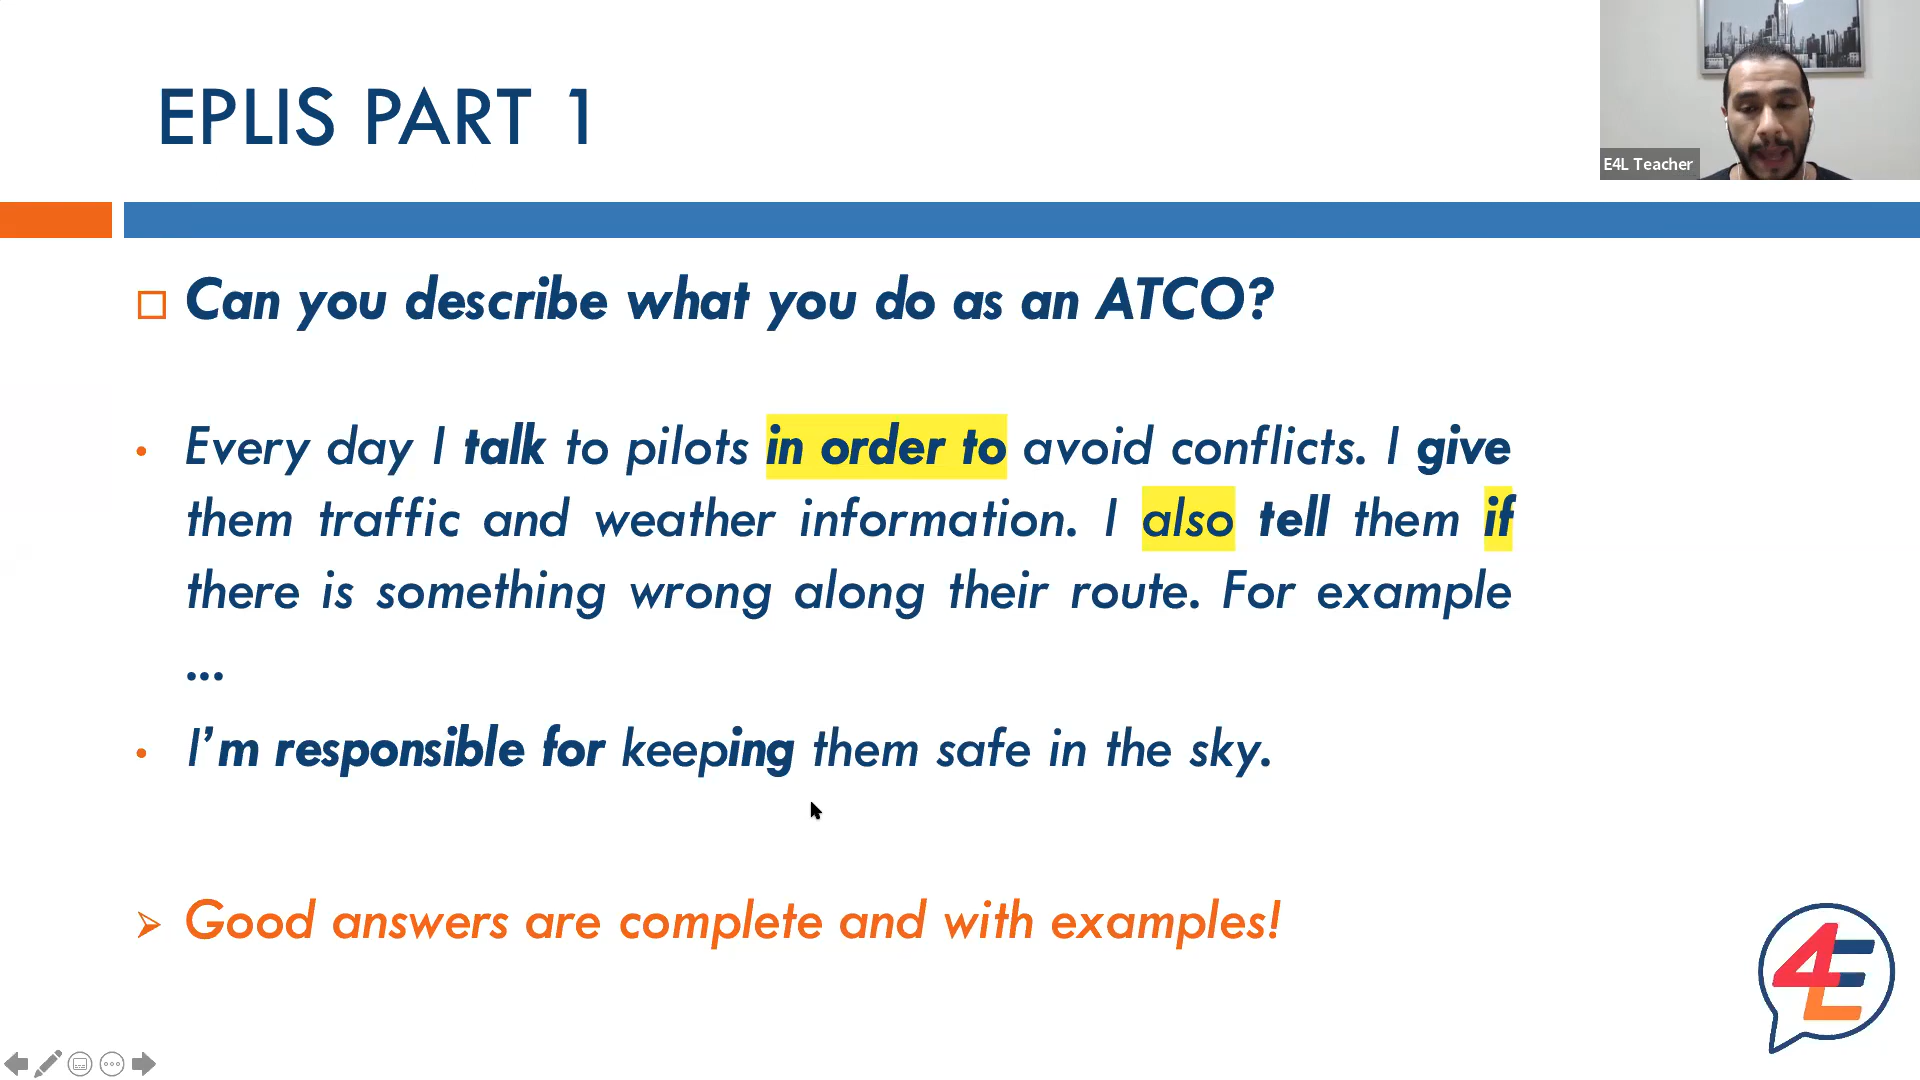 EPLIS PART 1
E4L Teacher
Can you describe what you do as an ATCO?
Every day I talk to pilots in order to avoid conflicts. I give
them traffic and weather information. I also tell them if
there is something wrong along their route. For example
...
I'm responsible for keeping them safe in the sky.
Good answers are complete and with examples!
4E
L